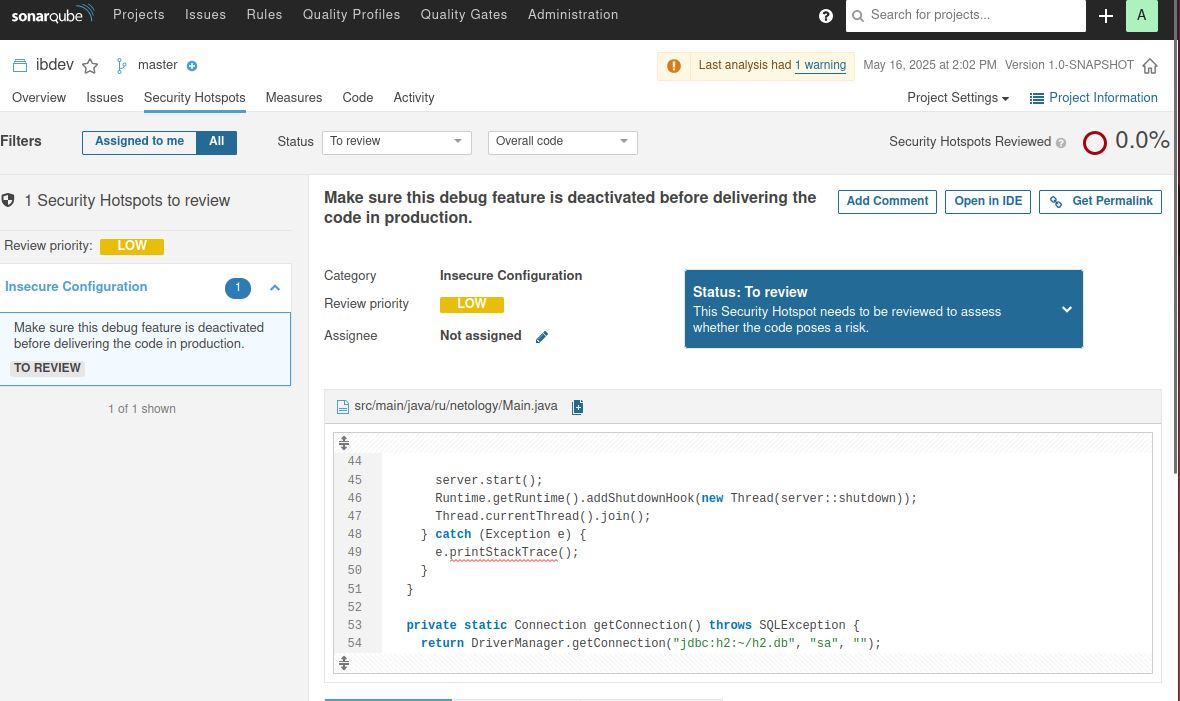 sonarqube Projects Issues Rules Quality Profiles Quality Gates Administration ? Search for projects... A
ibdev master Last analysis had 1 warning May 16, 2025 at 2:02 PM Version 1.0-SNAPSHOT
Overview Issues Security Hotspots Measures Code Activity Project Settings Project Information
Filters Assigned to me All Status To review Overall code Security Hotspots Reviewed ? 0.0%
1 Security Hotspots to review
Review priority: LOW
Insecure Configuration 1
Make sure this debug feature is deactivated
before delivering the code in production.
TO REVIEW
1 of 1 shown
Make sure this debug feature is deactivated before delivering the
code in production.
Add Comment Open in IDE Get Permalink
Category Insecure Configuration
Review priority LOW
Assignee Not assigned
Status: To review
This Security Hotspot needs to be reviewed to assess
whether the code poses a risk.
src/main/java/ru/netology/Main.java
44
45 server.start();
46 Runtime.getRuntime().addShutdownHook(new Thread(server::shutdown));
47 Thread.currentThread().join();
48 } catch (Exception e) {
49 e.printStackTrace();
50 }
51 }
52
53 private static Connection getConnection() throws SQLException {
54 return DriverManager.getConnection("jdbc:h2:~/h2.db", "sa", "");